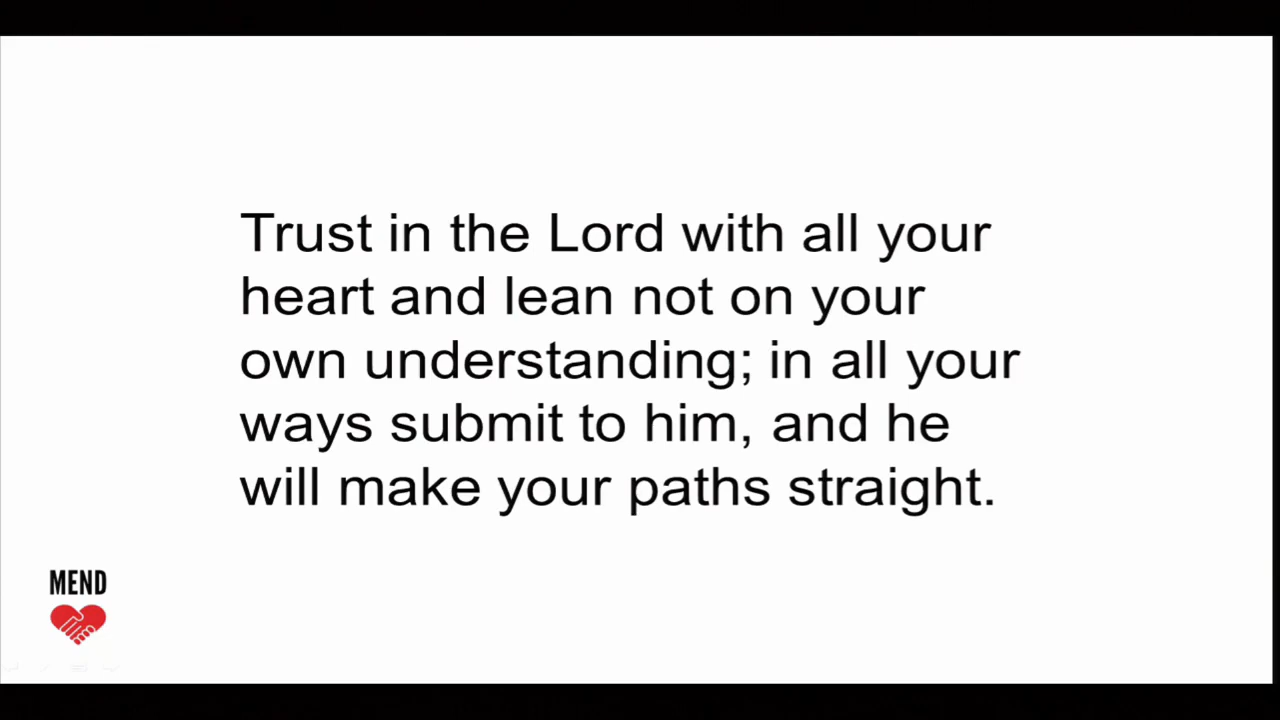 Trust in the Lord with all your
heart and lean not on your
own understanding; in all your
ways submit to him, and he
will make your paths straight.
MEND